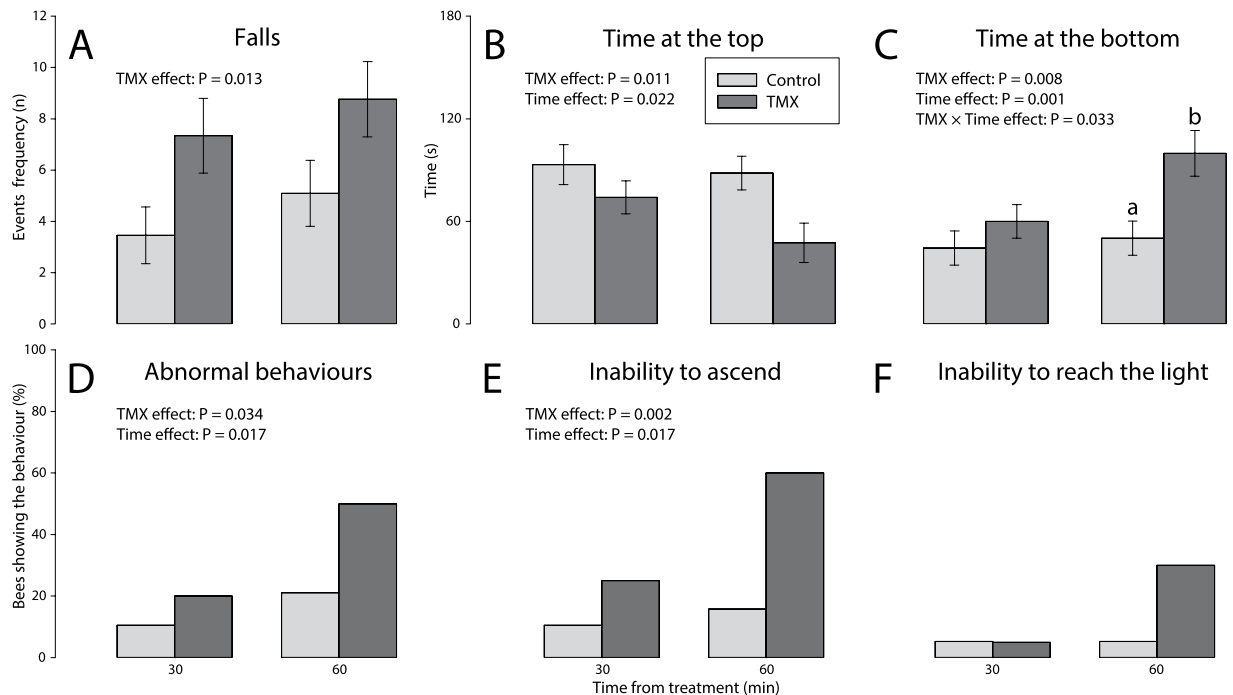 12
10
8
6
4
2
0
Events frequency (n)
A
Falls
TMX effect: P = 0.013
180
120
60
0
Time (s)
B
Time at the top
TMX effect: P = 0.011
Time effect: P = 0.022
Control
TMX
C
Time at the bottom
TMX effect: P = 0.008
Time effect: P = 0.001
TMX × Time effect: P = 0.033
a
b
100
80
60
40
20
0
Bees showing the behaviour (%)
D
Abnormal behaviours
TMX effect: P = 0.034
Time effect: P = 0.017
30
60
E
Inability to ascend
TMX effect: P = 0.002
Time effect: P = 0.017
30
60
F
Inability to reach the light
30
60
Time from treatment (min)